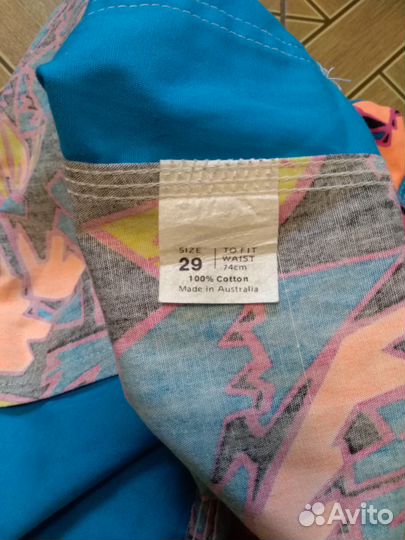 SIZE TO FIT
29 WAIST
74cm
100% Cotton
Made in Australia
Avito